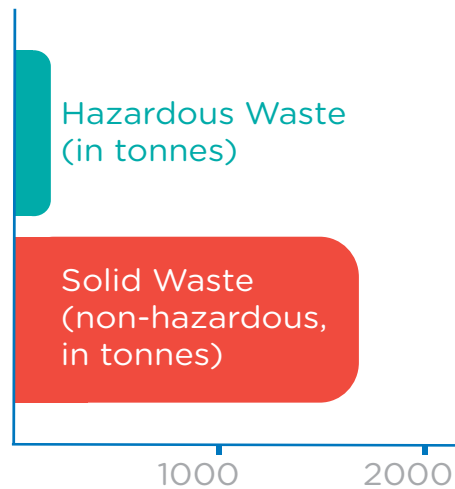 Hazardous Waste
(in tonnes)
Solid Waste
(non-hazardous,
in tonnes)
1000 2000